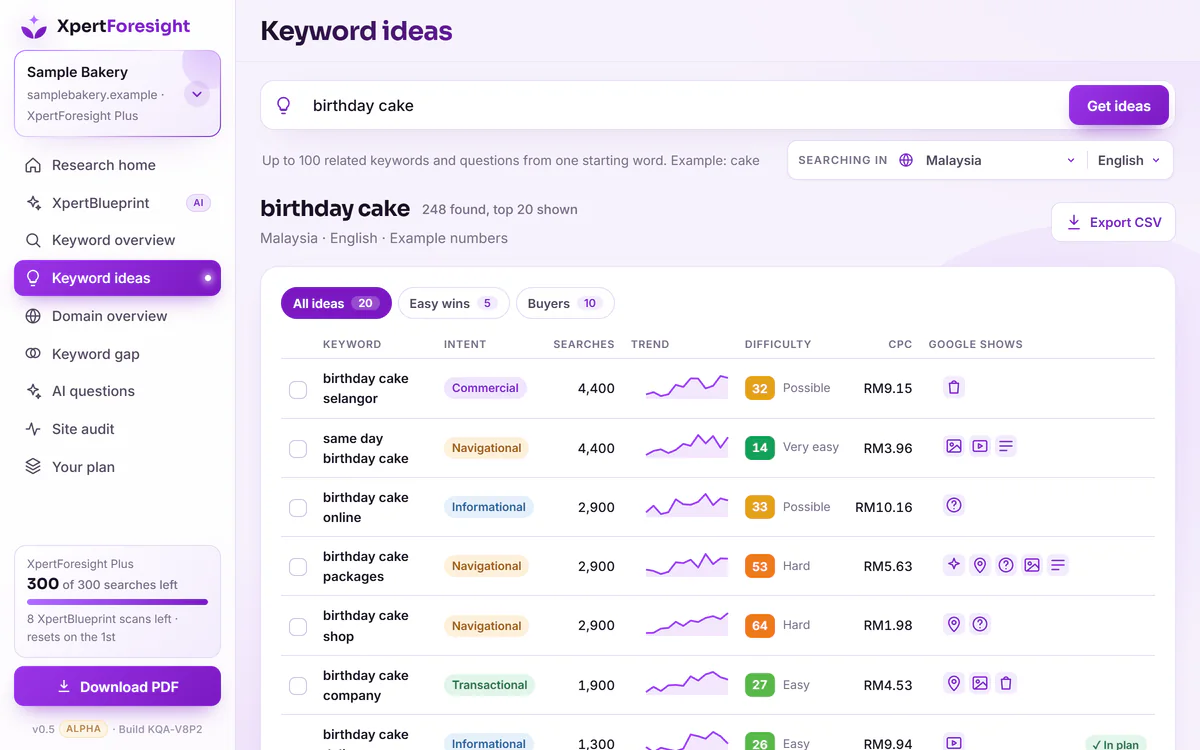 XpertForesight
Sample Bakery
samplebakery.example ·
XpertForesight Plus
Research home
XpertBlueprint AI
Keyword overview
Keyword ideas
Domain overview
Keyword gap
AI questions
Site audit
Your plan
XpertForesight Plus
300 of 300 searches left
8 XpertBlueprint scans left ·
resets on the 1st
Download PDF
v0.5 ALPHA · Build KQA-V8P2
Keyword ideas
birthday cake
Get ideas
Up to 100 related keywords and questions from one starting word. Example: cake
SEARCHING IN Malaysia English
birthday cake 248 found, top 20 shown
Malaysia · English · Example numbers
Export CSV
All ideas 20 Easy wins 5 Buyers 10
KEYWORD INTENT SEARCHES TREND DIFFICULTY CPC GOOGLE SHOWS
birthday cake
selangor
Commercial 4,400 32 Possible RM9.15
same day
birthday cake
Navigational 4,400 14 Very easy RM3.96
birthday cake
online
Informational 2,900 33 Possible RM10.16
birthday cake
packages
Navigational 2,900 53 Hard RM5.63
birthday cake
shop
Navigational 2,900 64 Hard RM1.98
birthday cake
company
Transactional 1,900 27 Easy RM4.53
birthday cake
Informational 1,300 26 Easy RM9.94 ✓ In plan